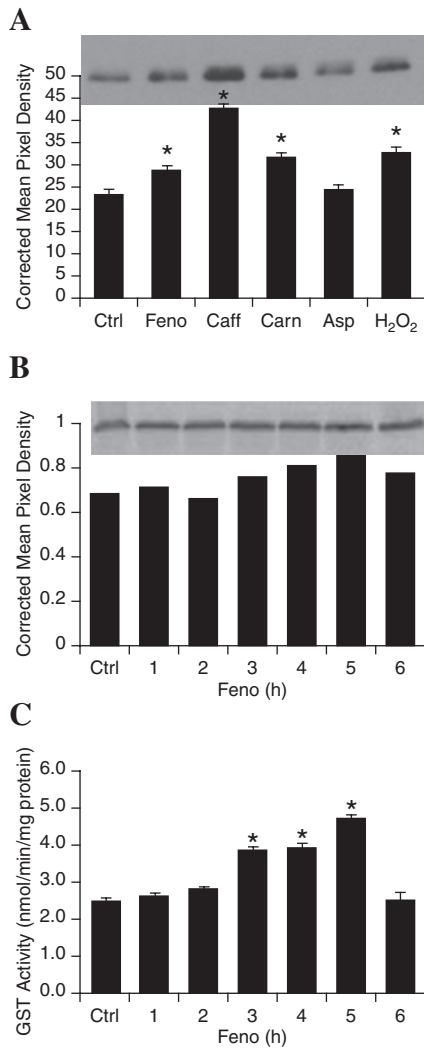 A
Corrected Mean Pixel Density
50
45
40
35
30
25
20
15
10
5
0
* * * *
Ctrl Feno Caff Carn Asp H₂O₂
B
Corrected Mean Pixel Density
1
0.8
0.6
0.4
0.2
0
Ctrl 1 2 3 4 5 6
Feno (h)
C
GST Activity (nmol/min/mg protein)
6.0
5.0
4.0
3.0
2.0
1.0
0.0
* * *
Ctrl 1 2 3 4 5 6
Feno (h)